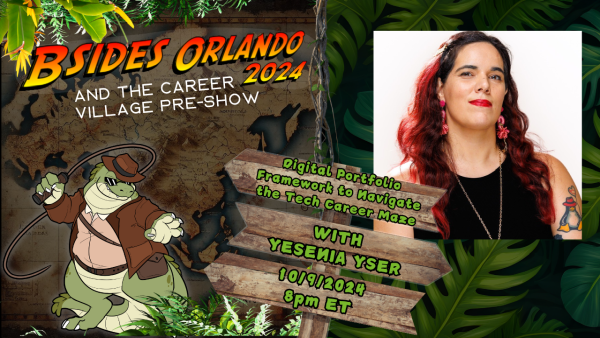 BSIDES ORLANDO
2024
AND THE CAREER
VILLAGE PRE-SHOW
Digital Portfolio
Framework to Navigate
the Tech Career Maze
WITH
YESENIA YSER
10/9/2024
8pm ET